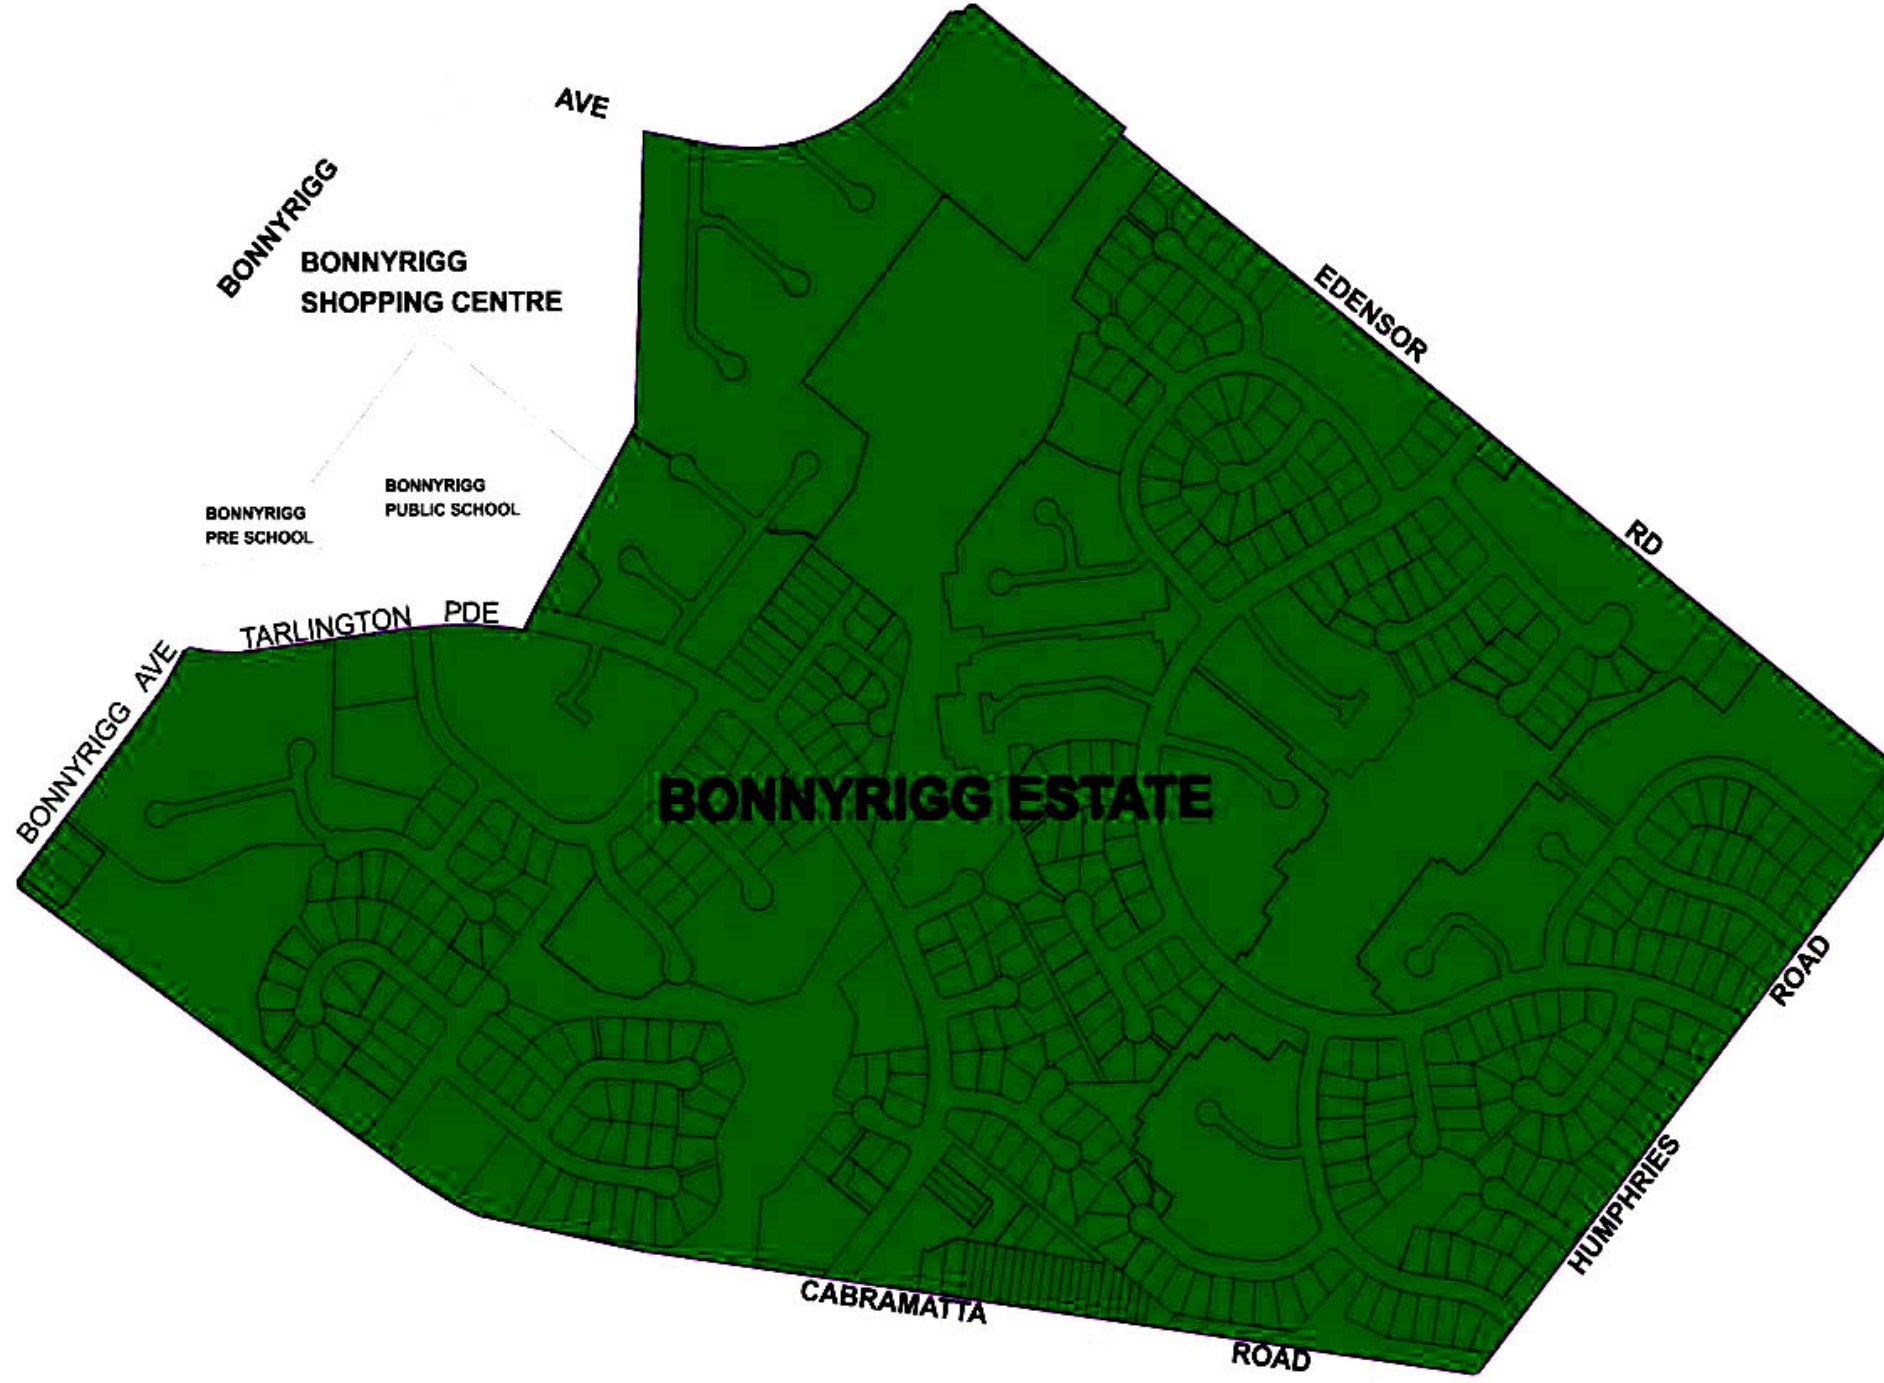 AVE
BONNYRIGG
BONNYRIGG
SHOPPING CENTRE
EDENSOR
RD
BONNYRIGG
PRE SCHOOL
BONNYRIGG
PUBLIC SCHOOL
TARLINGTON PDE
BONNYRIGG AVE
BONNYRIGG ESTATE
ROAD
HUMPHRIES
CABRAMATTA
ROAD